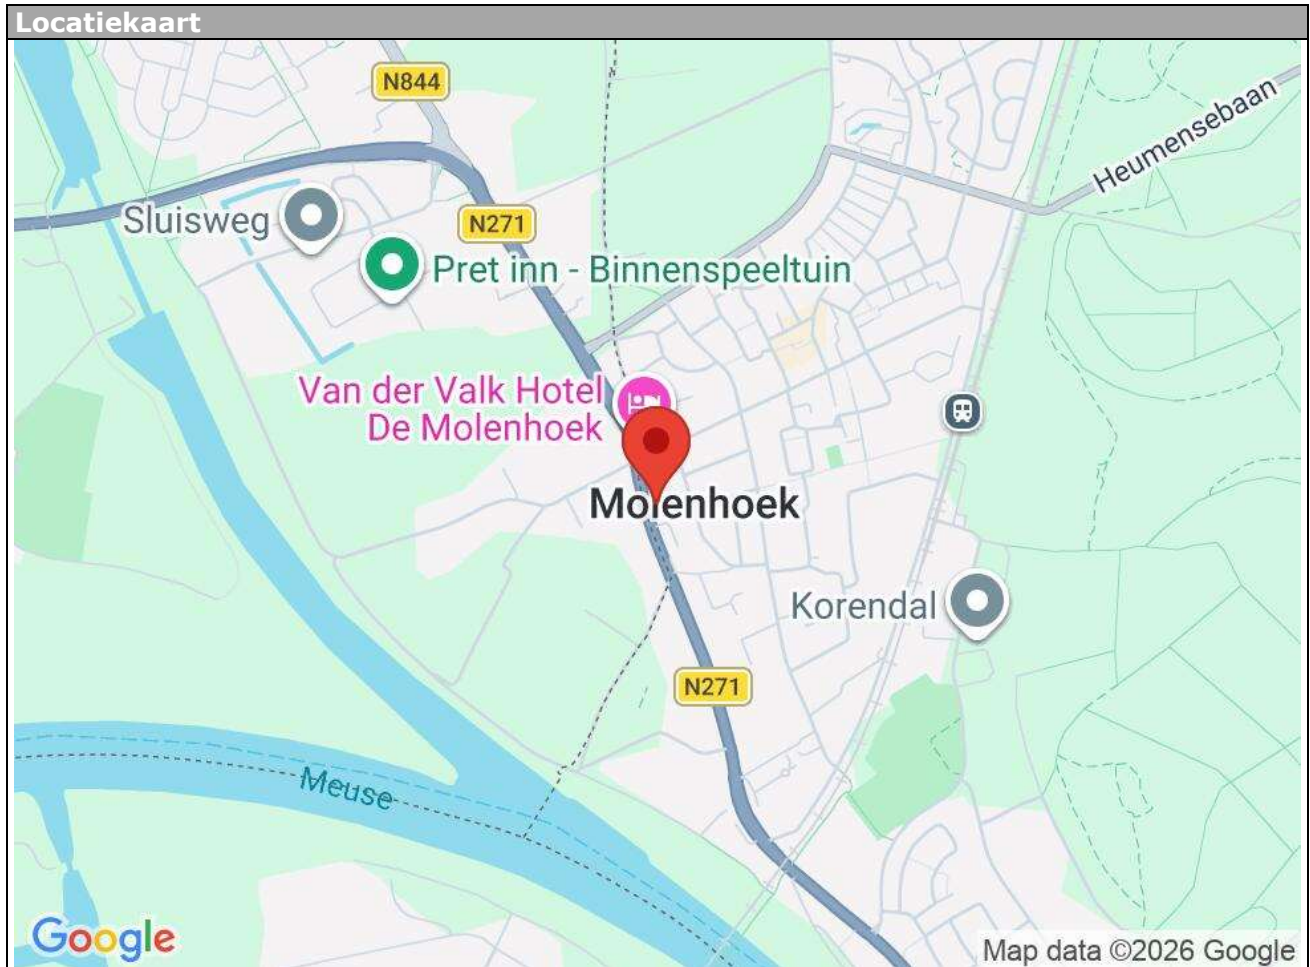 Locatiekaart
N844
Heumensebaan
Sluisweg
N271
Pret inn - Binnenspeeltuin
Van der Valk Hotel
De Molenhoek
Molenhoek
Korendal
N271
Meuse
Google
Map data ©2026 Google